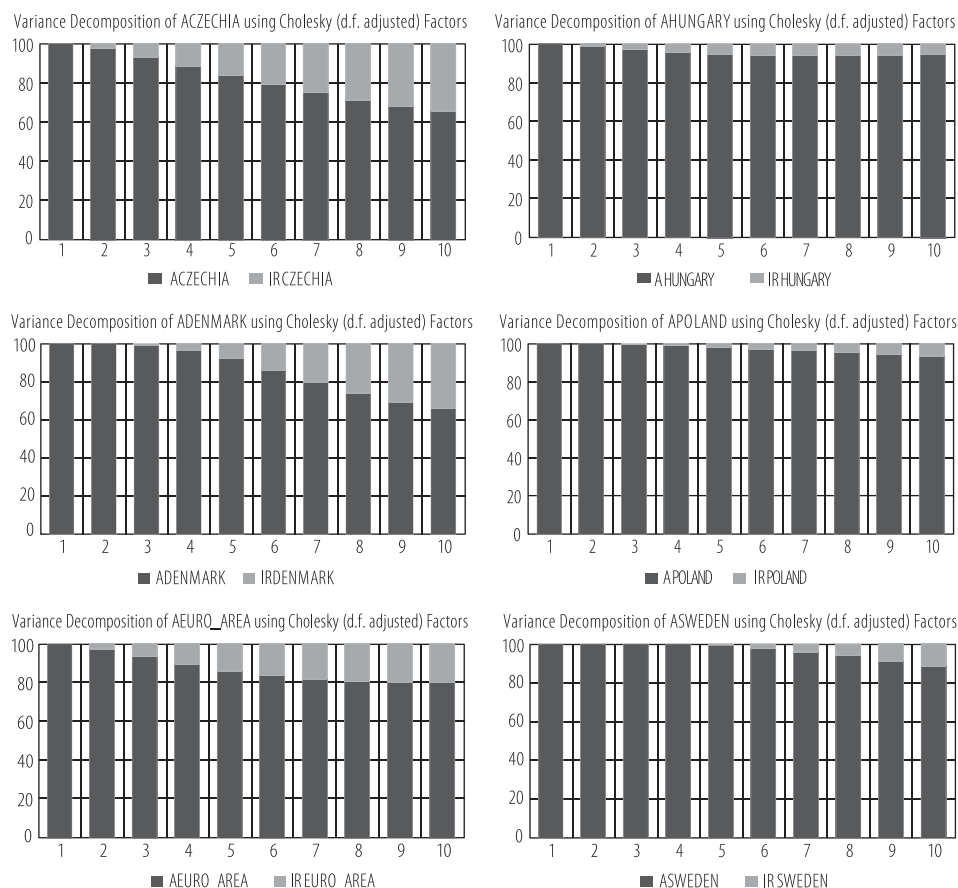 Variance Decomposition of ACZECHIA using Cholesky (d.f. adjusted) Factors
100
80
60
40
20
0
1 2 3 4 5 6 7 8 9 10
ACZECHIA IRCZECHIA
Variance Decomposition of AHUNGARY using Cholesky (d.f. adjusted) Factors
100
80
60
40
20
0
1 2 3 4 5 6 7 8 9 10
AHUNGARY IRHUNGARY
Variance Decomposition of ADENMARK using Cholesky (d.f. adjusted) Factors
100
80
60
40
20
0
1 2 3 4 5 6 7 8 9 10
ADENMARK IRDENMARK
Variance Decomposition of APOLAND using Cholesky (d.f. adjusted) Factors
100
80
60
40
20
0
1 2 3 4 5 6 7 8 9 10
APOLAND IRPOLAND
Variance Decomposition of AEURO_AREA using Cholesky (d.f. adjusted) Factors
100
80
60
40
20
0
1 2 3 4 5 6 7 8 9 10
AEURO AREA IREURO AREA
Variance Decomposition of ASWEDEN using Cholesky (d.f. adjusted) Factors
100
80
60
40
20
0
1 2 3 4 5 6 7 8 9 10
ASWEDEN IRSWEDEN